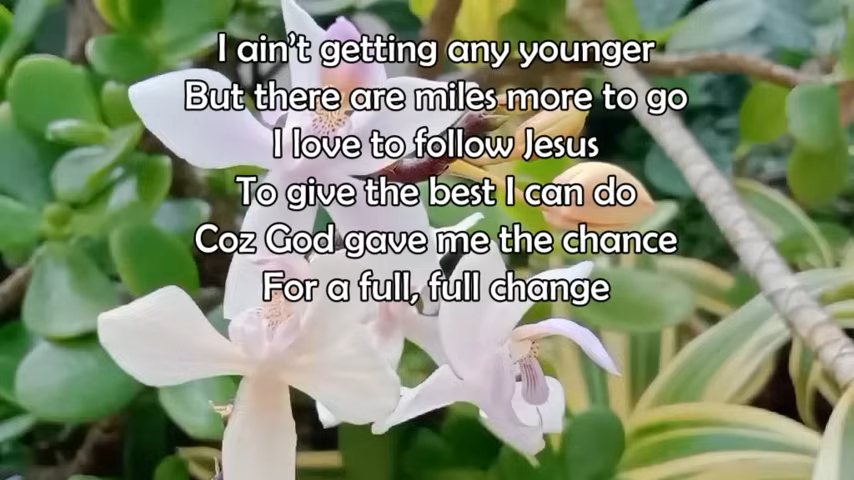 I ain't getting any younger
But there are miles more to go
I love to follow Jesus
To give the best I can do
Coz God gave me the chance
For a full, full change